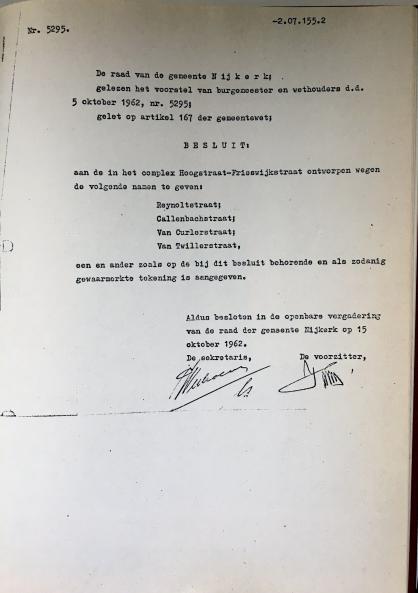 -2.07.155.2
Nr. 5295.
De raad van de gemeente N i j k e r k;
gelezen het voorstel van burgemeester en wethouders d.d.
5 oktober 1962, nr. 5295;
gelet op artikel 167 der gemeentewet;
B E S L U I T:
aan de in het complex Hoogstraat-Frieswijkstraat ontworpen wegen
de volgende namen te geven:
Reynoltstraat;
Callenbachstraat;
Van Curlerstraat;
Van Twillerstraat,
een en ander zoals op de bij dit besluit behorende en als zodanig
gewaarmerkte tekening is aangegeven.
Aldus besloten in de openbare vergadering
van de raad der gemeente Nijkerk op 15
oktober 1962.
De sekretaris, De voorzitter,
ls